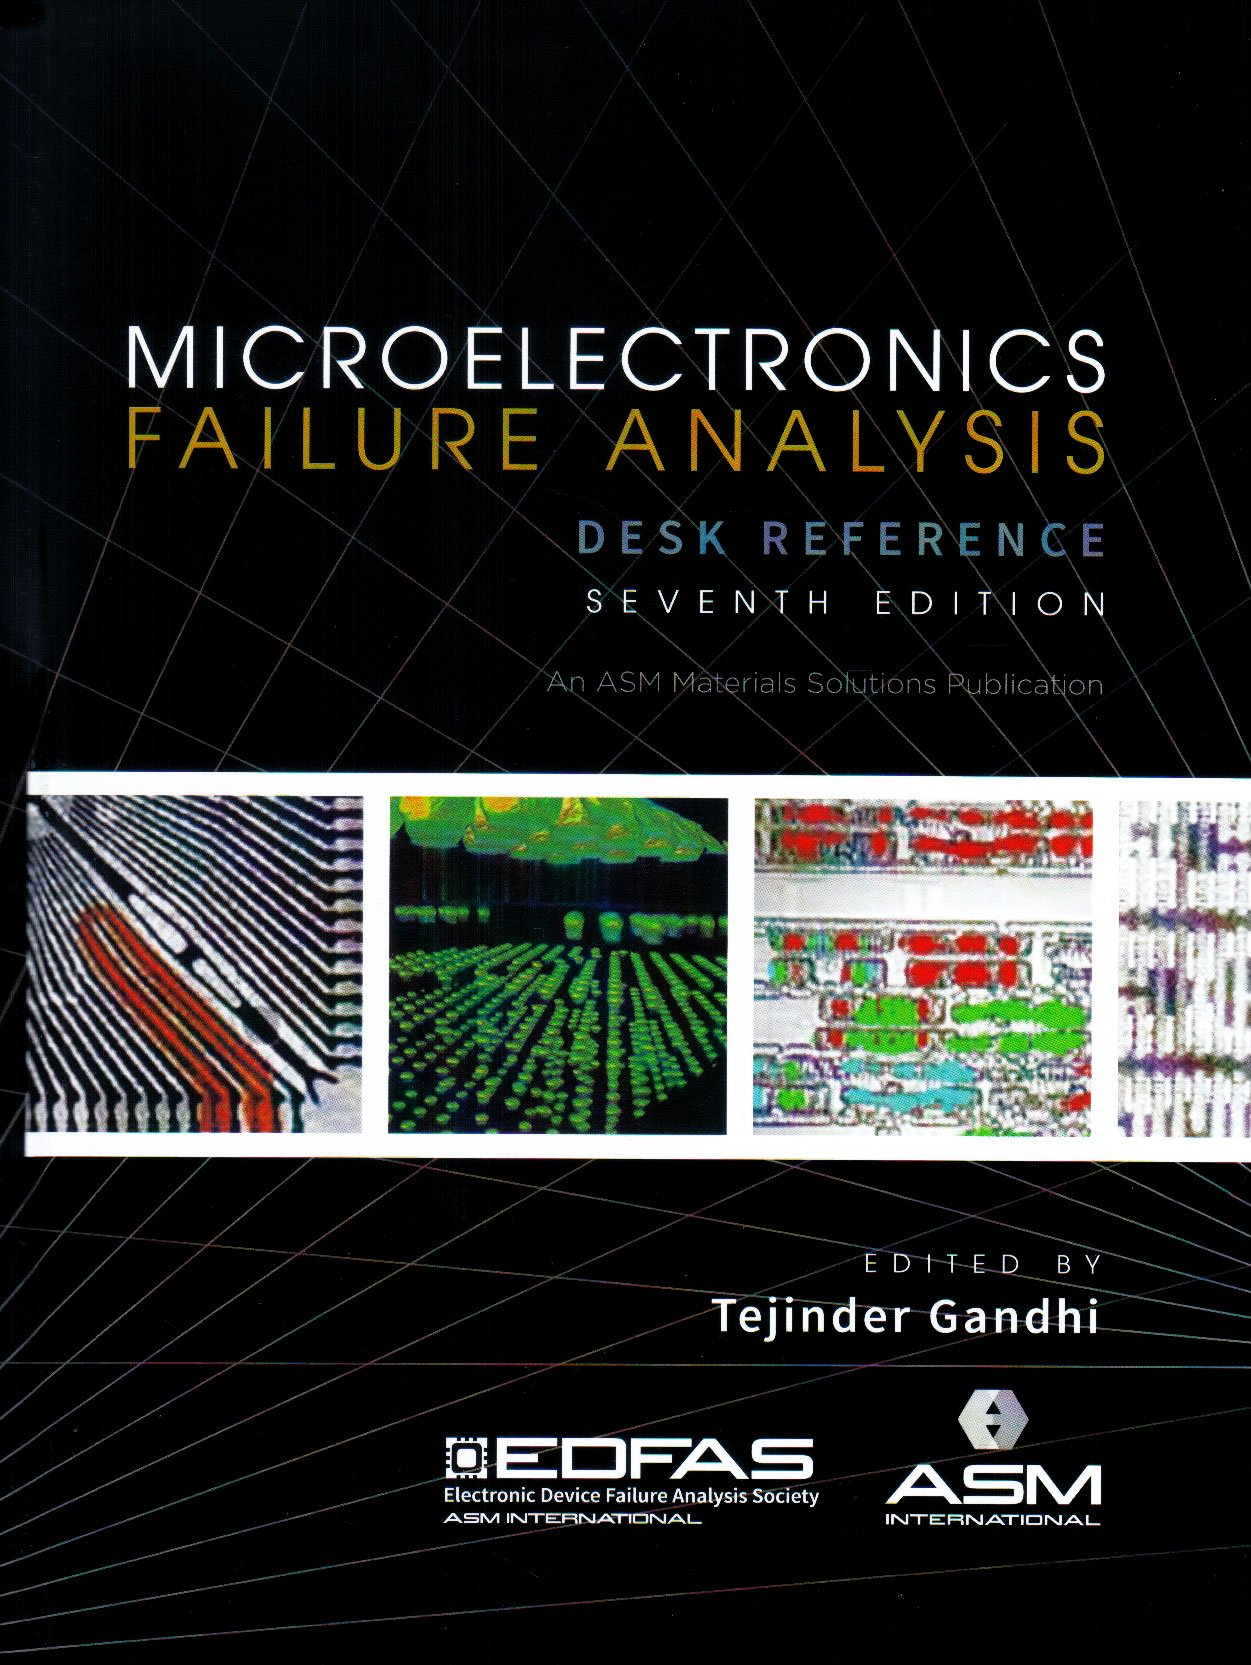 MICROELECTRONICS
FAILURE ANALYSIS
DESK REFERENCE
SEVENTH EDITION
An ASM Materials Solutions Publication
EDITED BY
Tejinder Gandhi
EDFAS
Electronic Device Failure Analysis Society
ASM INTERNATIONAL
ASM
INTERNATIONAL